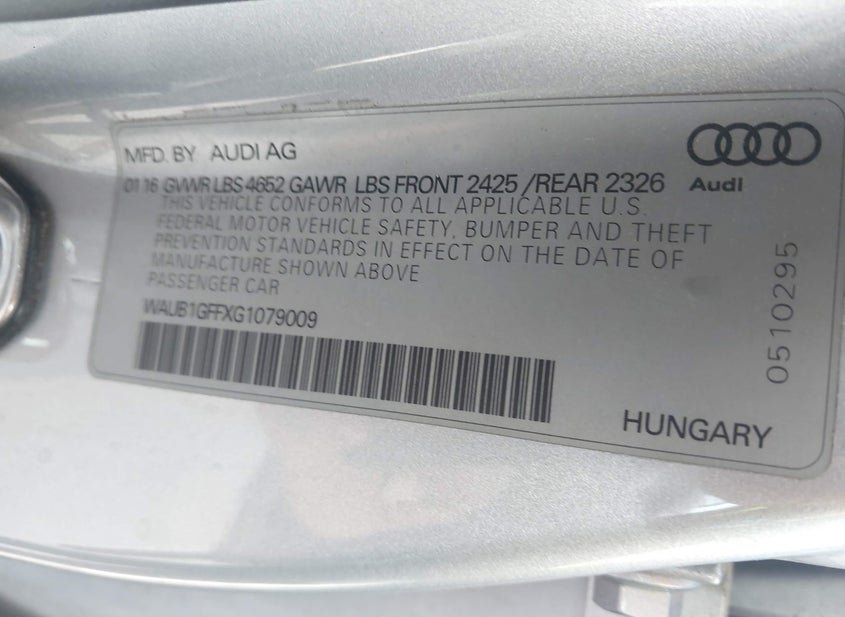 MFD. BY AUDI AG
01 16 GVWR LBS 4652 GAWR LBS FRONT 2425 /REAR 2326
THIS VEHICLE CONFORMS TO ALL APPLICABLE U.S.
FEDERAL MOTOR VEHICLE SAFETY, BUMPER AND THEFT
PREVENTION STANDARDS IN EFFECT ON THE DATE OF
MANUFACTURE SHOWN ABOVE
PASSENGER CAR
WAUB1GFFXG1079009
Audi
0510295
HUNGARY